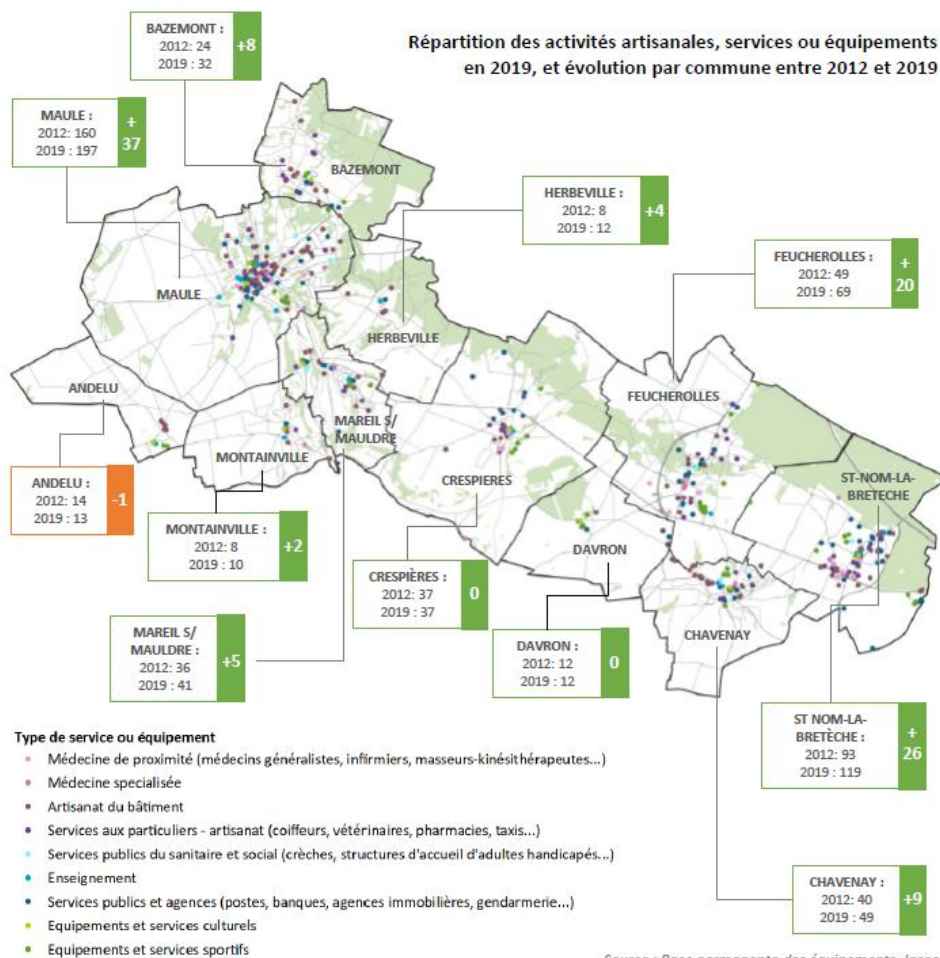 Répartition des activités artisanales, services ou équipements
en 2019, et évolution par commune entre 2012 et 2019
BAZEMONT :
2012: 24
2019 : 32
+8
MAULE :
2012: 160
2019 : 197
+
37
BAZEMONT
HERBEVILLE :
2012: 8
2019 : 12
+4
FEUCHEROLLES :
2012: 49
2019 : 69
+
20
MAULE
HERBEVILLE
ANDELU
FEUCHEROLLES
MAREIL S/
MAULDRE
MONTAINVILLE
CRESPIERES
ST-NOM-LA-
BRETECHE
ANDELU :
2012: 14
2019 : 13
-1
MONTAINVILLE :
2012: 8
2019 : 10
+2
DAVRON
CRESPIÈRES :
2012: 37
2019 : 37
0
CHAVENAY
MAREIL S/
MAULDRE :
2012: 36
2019 : 41
+5
DAVRON :
2012: 12
2019 : 12
0
ST NOM-LA-
BRETÈCHE :
2012: 93
2019 : 119
+
26
Type de service ou équipement
Médecine de proximité (médecins généralistes, infirmiers, masseurs-kinésithérapeutes...)
Médecine specialisée
Artisanat du bâtiment
Services aux particuliers - artisanat (coiffeurs, vétérinaires, pharmacies, taxis...)
Services publics du sanitaire et social (crèches, structures d'accueil d'adultes handicapés...)
Enseignement
Services publics et agences (postes, banques, agences immobilières, gendarmerie...)
Equipements et services culturels
Equipements et services sportifs
CHAVENAY :
2012: 40
2019 : 49
+9
Source : Base permanente des équipements, Insee